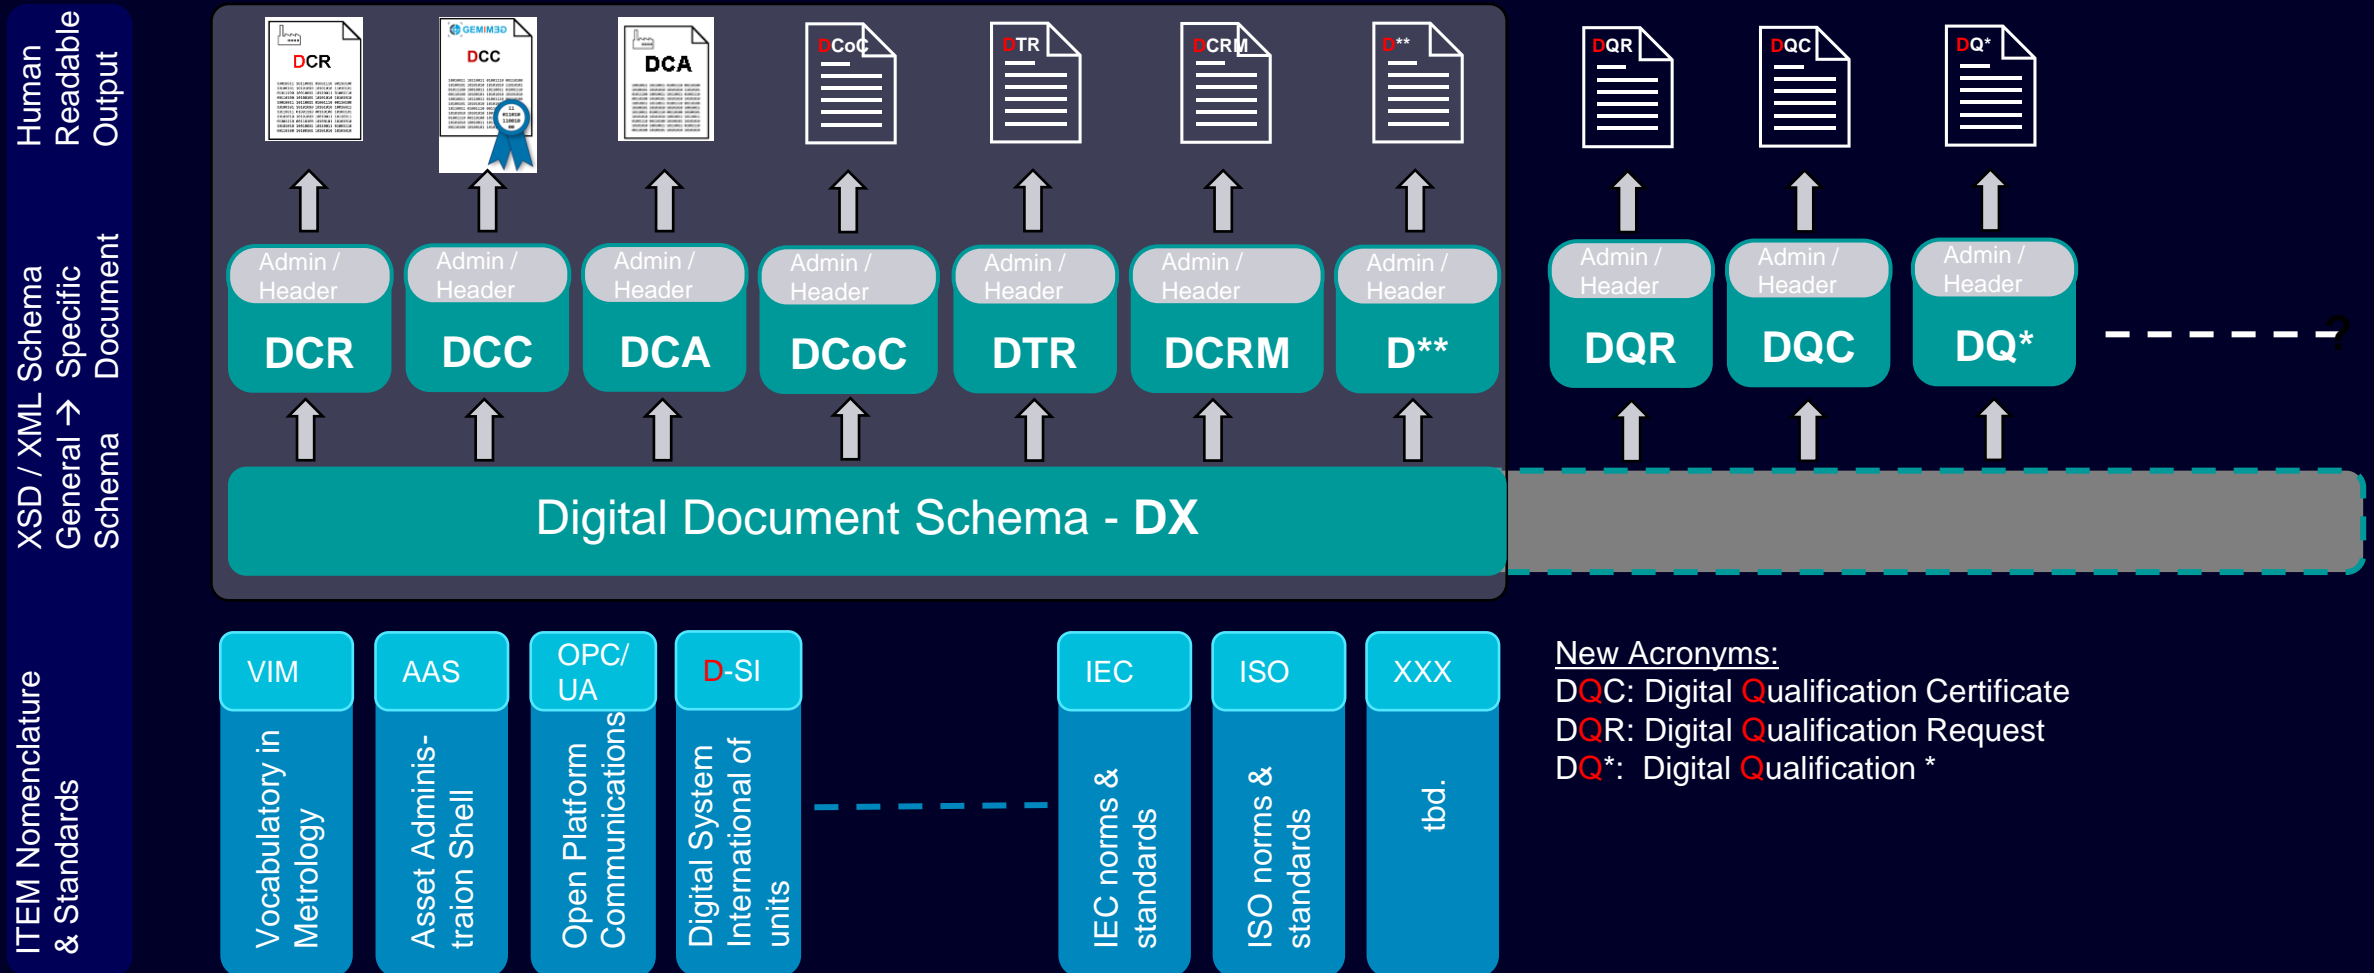 Human
Readable
Output
DCR
GEMIMEG
DCC
DCA
DCoC
DTR
DCRM
D**
DQR
DQC
DQ*
XSD / XML Schema
General → Specific
Schema Document
Admin /
Header
DCR
Admin /
Header
DCC
Admin /
Header
DCA
Admin /
Header
DCoC
Admin /
Header
DTR
Admin /
Header
DCRM
Admin /
Header
D**
Admin /
Header
DQR
Admin /
Header
DQC
Admin /
Header
DQ*
?
Digital Document Schema - DX
ITEM Nomenclature
& Standards
VIM
Vocabulatory in
Metrology
AAS
Asset Adminis-
traion Shell
OPC/
UA
Open Platform
Communications
D-SI
Digital System
International of
units
IEC
IEC norms &
standards
ISO
ISO norms &
standards
XXX
tbd.
New Acronyms:
DQC: Digital Qualification Certificate
DQR: Digital Qualification Request
DQ*: Digital Qualification *